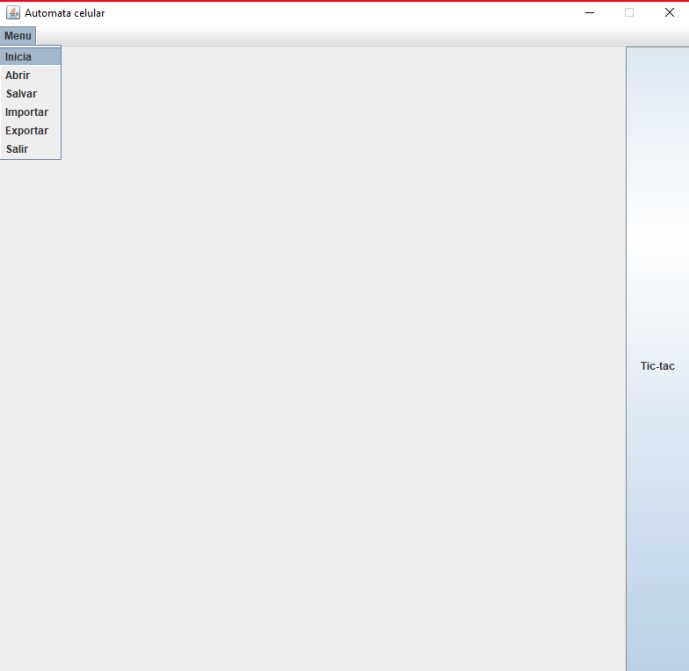 Automata celular
Menu
Inicia
Abrir
Salvar
Importar
Exportar
Salir
Tic-tac